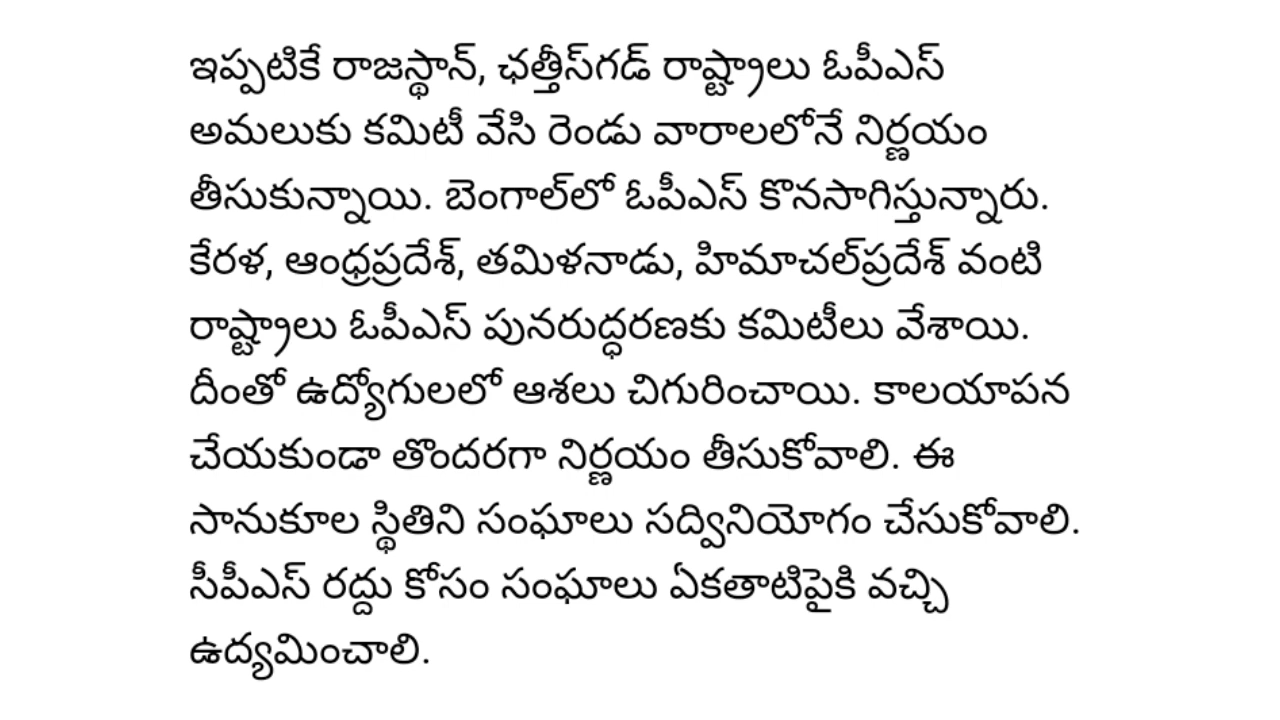 ఇప్పటికే రాజస్థాన్, ఛత్తీస్‌గడ్ రాష్ట్రాలు ఓపీఎస్
అమలుకు కమిటీ వేసి రెండు వారాలలోనే నిర్ణయం
తీసుకున్నాయి. బెంగాల్‌లో ఓపీఎస్ కొనసాగిస్తున్నారు.
కేరళ, ఆంధ్రప్రదేశ్, తమిళనాడు, హిమాచల్‌ప్రదేశ్ వంటి
రాష్ట్రాలు ఓపీఎస్ పునరుద్ధరణకు కమిటీలు వేశాయి.
దీంతో ఉద్యోగులలో ఆశలు చిగురించాయి. కాలయాపన
చేయకుండా తొందరగా నిర్ణయం తీసుకోవాలి. ఈ
సానుకూల స్థితిని సంఘాలు సద్వినియోగం చేసుకోవాలి.
సీపీఎస్ రద్దు కోసం సంఘాలు ఏకతాటిపైకి వచ్చి
ఉద్యమించాలి.